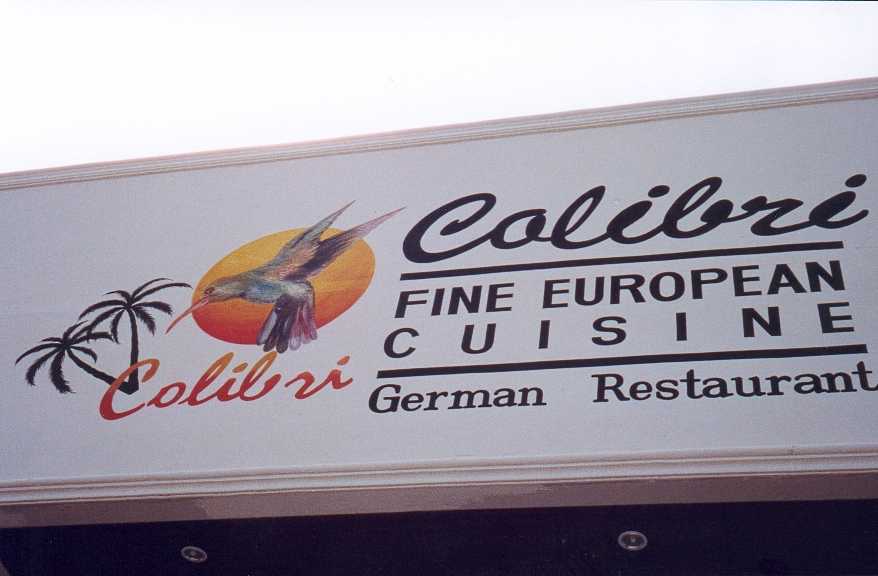 Colibri
Colibri
FINE EUROPEAN
CUISINE
German Restaurant